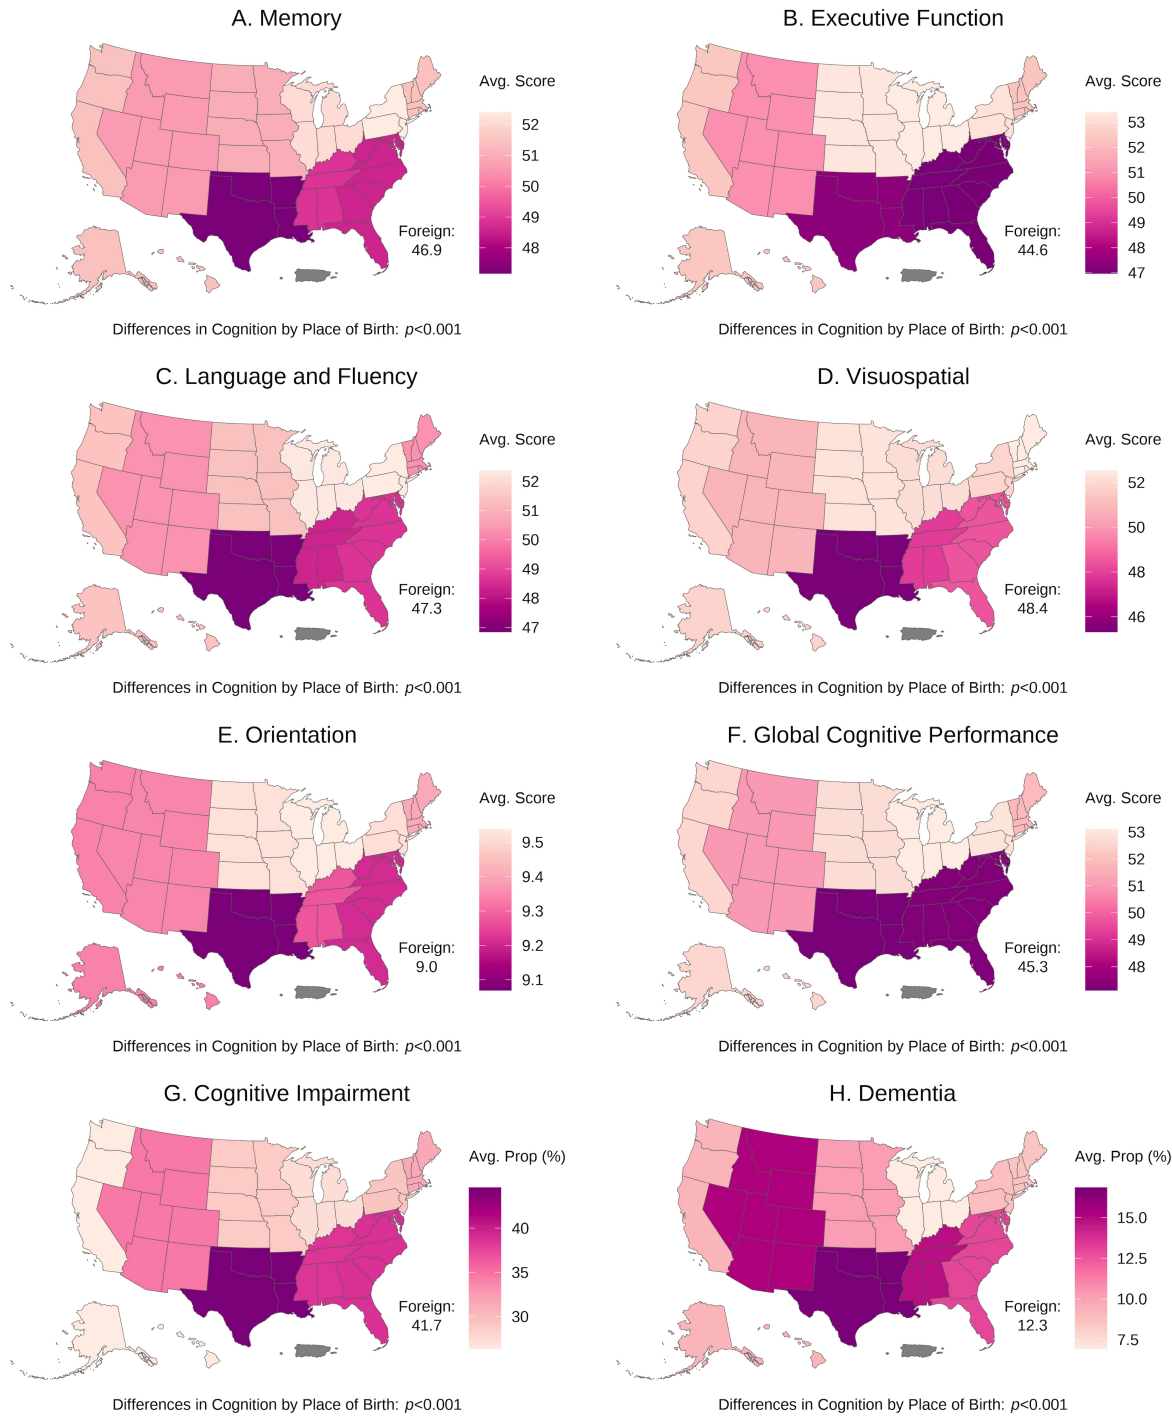 A. Memory
Avg. Score
52
51
50
49
48
Foreign:
46.9
Differences in Cognition by Place of Birth: p<0.001
B. Executive Function
Avg. Score
53
52
51
50
49
48
47
Foreign:
44.6
Differences in Cognition by Place of Birth: p<0.001
C. Language and Fluency
Avg. Score
52
51
50
49
48
47
Foreign:
47.3
Differences in Cognition by Place of Birth: p<0.001
D. Visuospatial
Avg. Score
52
50
48
46
Foreign:
48.4
Differences in Cognition by Place of Birth: p<0.001
E. Orientation
Avg. Score
9.5
9.4
9.3
9.2
9.1
Foreign:
9.0
Differences in Cognition by Place of Birth: p<0.001
F. Global Cognitive Performance
Avg. Score
53
52
51
50
49
48
Foreign:
45.3
Differences in Cognition by Place of Birth: p<0.001
G. Cognitive Impairment
Avg. Prop (%)
40
35
30
Foreign:
41.7
Differences in Cognition by Place of Birth: p<0.001
H. Dementia
Avg. Prop (%)
15.0
12.5
10.0
7.5
Foreign:
12.3
Differences in Cognition by Place of Birth: p<0.001